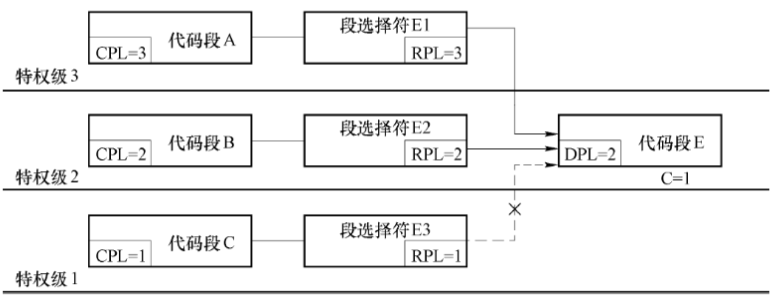 CPL=3 代码段A
段选择符E1
RPL=3
特权级3
CPL=2 代码段B
段选择符E2
RPL=2
DPL=2 代码段E
C=1
特权级2
CPL=1 代码段C
段选择符E3
RPL=1
特权级1